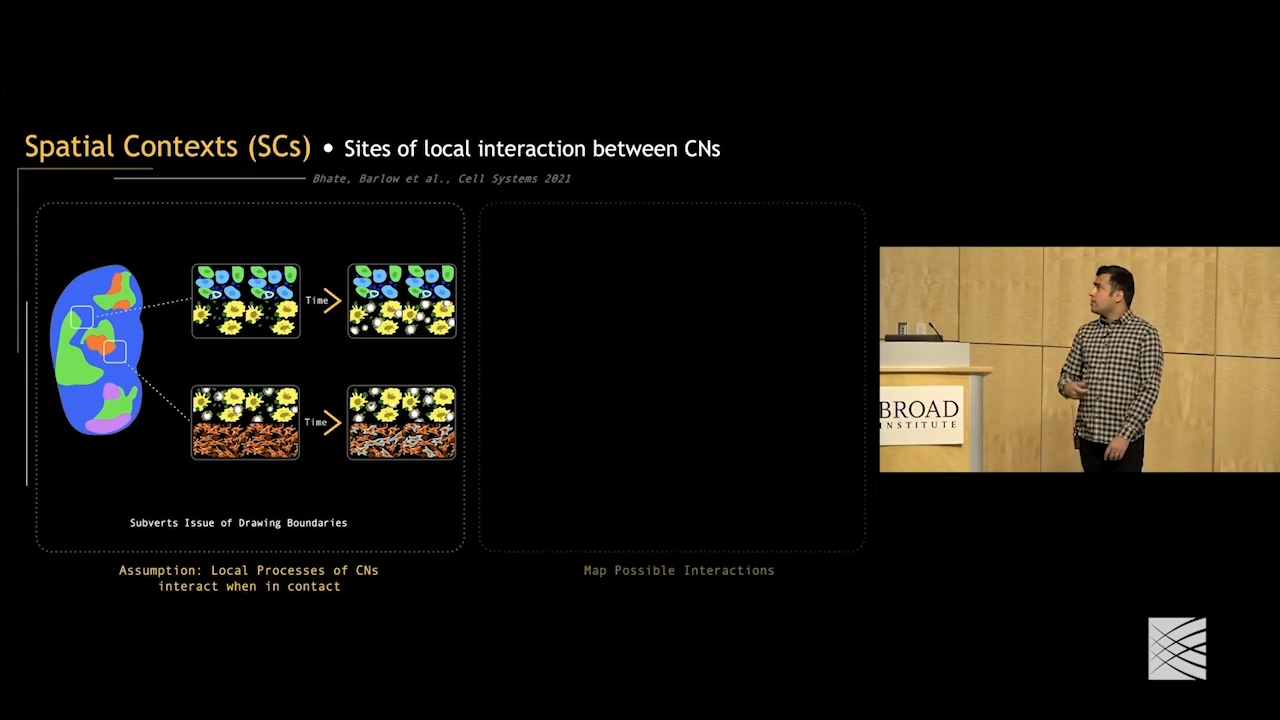 Spatial Contexts (SCs) • Sites of local interaction between CNs
Bhate, Barlow et al., Cell Systems 2021
Time
Time
Subverts Issue of Drawing Boundaries
Assumption: Local Processes of CNs
interact when in contact
Map Possible Interactions
BROAD
INSTITUTE